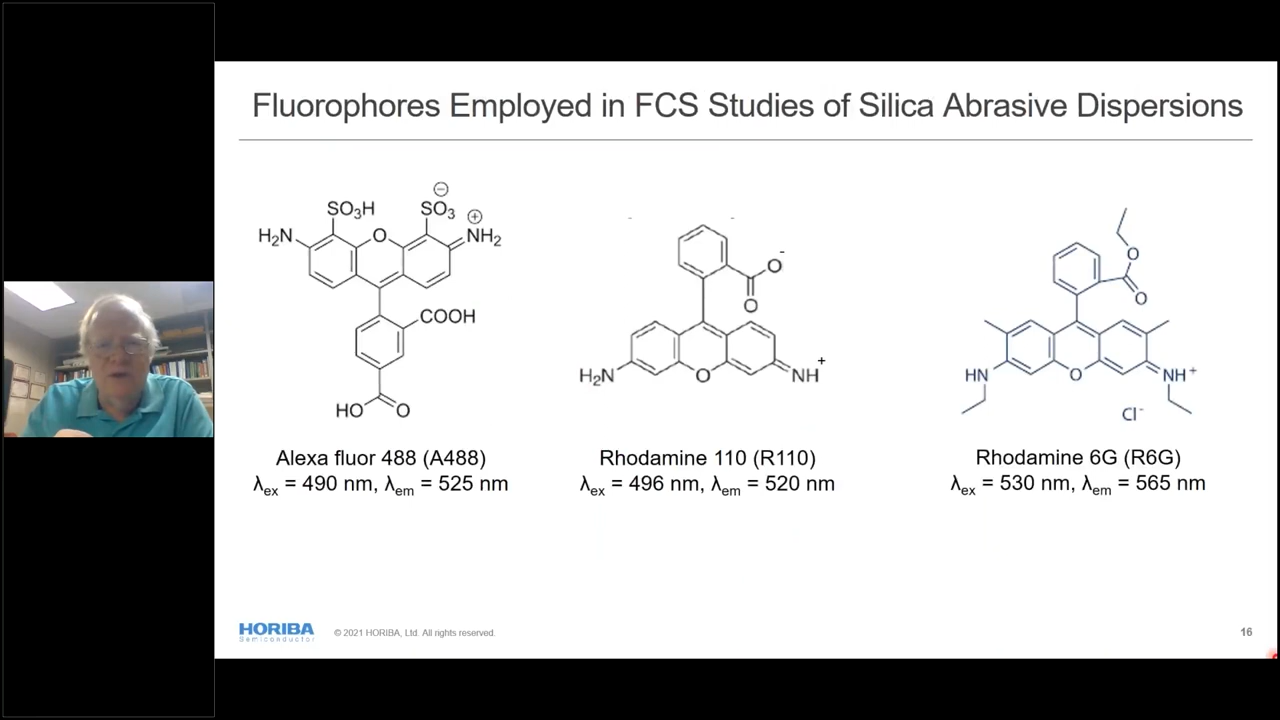 Fluorophores Employed in FCS Studies of Silica Abrasive Dispersions
SO3H
⊖
SO3
⊕
H2N
O
NH2
COOH
HO
O
Alexa fluor 488 (A488)
λex = 490 nm, λem = 525 nm
O-
O
H2N
O
NH
+
Rhodamine 110 (R110)
λex = 496 nm, λem = 520 nm
O
O
HN
O
NH+
Cl-
Rhodamine 6G (R6G)
λex = 530 nm, λem = 565 nm
HORIBA
Semiconductor
© 2021 HORIBA, Ltd. All rights reserved.
16